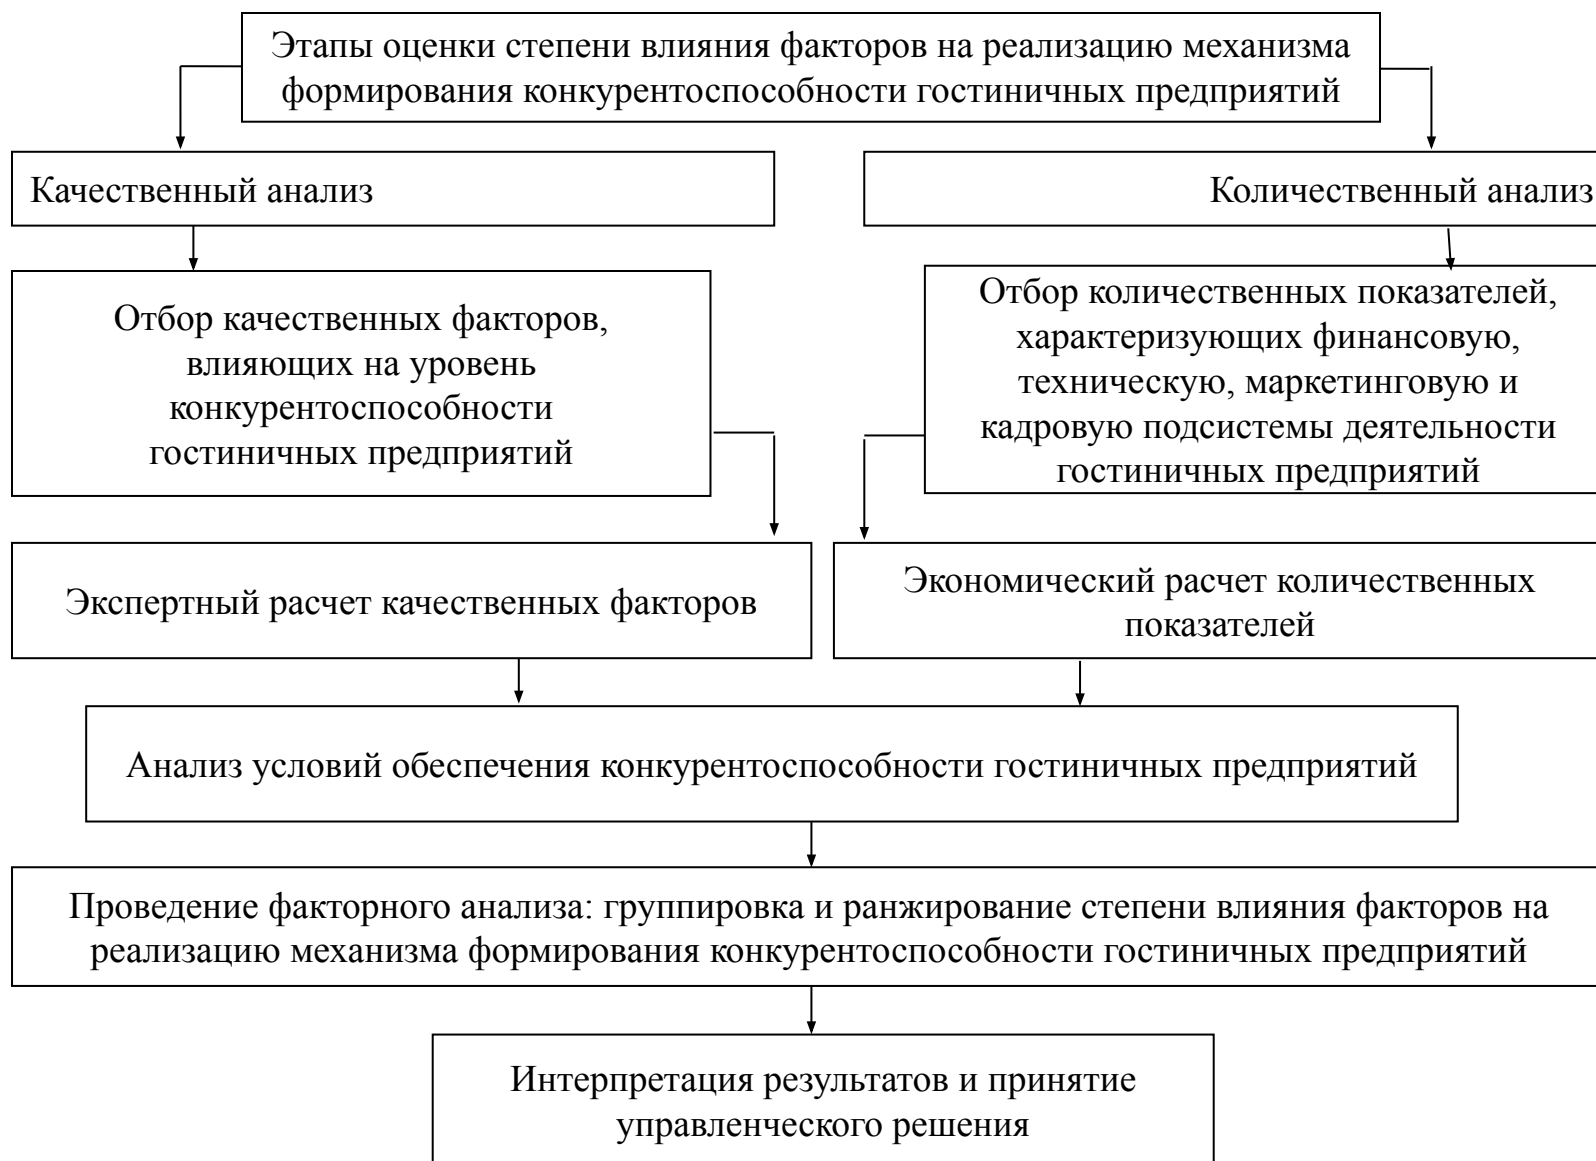 Этапы оценки степени влияния факторов на реализацию механизма
формирования конкурентоспособности гостиничных предприятий
Качественный анализ
Количественный анализ
Отбор качественных факторов,
влияющих на уровень
конкурентоспособности
гостиничных предприятий
Отбор количественных показателей,
характеризующих финансовую,
техническую, маркетинговую и
кадровую подсистемы деятельности
гостиничных предприятий
Экспертный расчет качественных факторов
Экономический расчет количественных
показателей
Анализ условий обеспечения конкурентоспособности гостиничных предприятий
Проведение факторного анализа: группировка и ранжирование степени влияния факторов на
реализацию механизма формирования конкурентоспособности гостиничных предприятий
Интерпретация результатов и принятие
управленческого решения